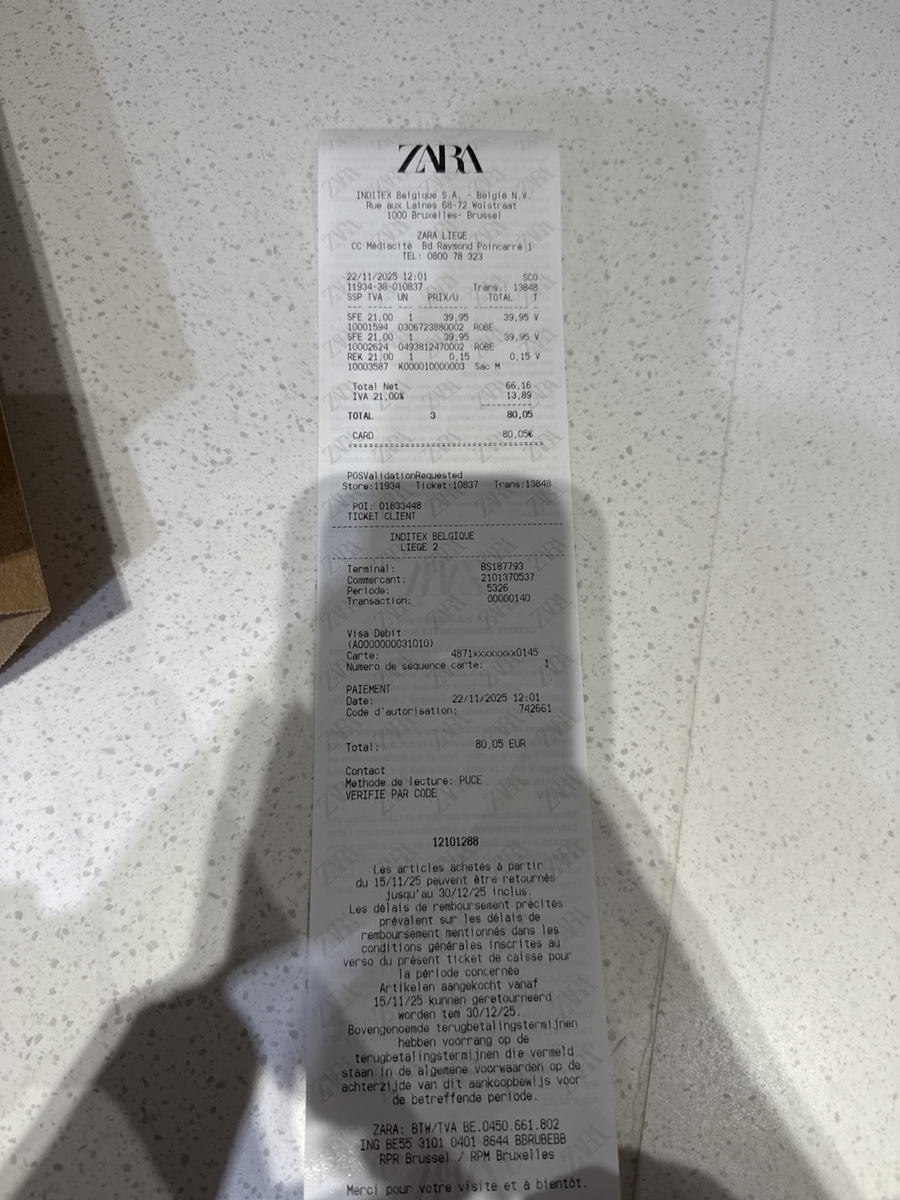 ZARA
INDITEX Belgique S.A. - België N.V.
Rue aux Laines 68-72 Wolstraat
1000 Bruxelles- Brussel
ZARA LIEGE
CC Médiacité Bd Raymond Poincarré 1
TEL: 0800 78 323
22/11/2025 12:01 SCO
11934-38-010837 Trans.: 13848
SSP TVA UN PRIX/U TOTAL T
SFE 21,00 1 39,95 39,95 V
10001594 0306723880002 ROBE
SFE 21,00 1 39,95 39,95 V
10002624 0493812470002 ROBE
REK 21,00 1 0,15 0,15 V
10003587 K000010000003 Sac M
Total Net 66,16
IVA 21,00% 13,89
TOTAL 3 80,05
CARD 80,05€
POSValidationRequested
Store:11934 Ticket:10837 Trans:13848
POI: 01833448
TICKET CLIENT
INDITEX BELGIQUE
LIEGE 2
Terminal: BS187793
Commercant: 2101370537
Periode: 5326
Transaction: 00000140
Visa Debit
(A0000000031010)
Carte: 4871xxxxxxxx0145
Numero de sequence carte: 1
PAIEMENT
Date: 22/11/2025 12:01
Code d'autorisation: 742661
Total: 80,05 EUR
Contact
Methode de lecture: PUCE
VERIFIE PAR CODE
12101288
Les articles achetés à partir
du 15/11/25 peuvent être retournés
jusqu'au 30/12/25 inclus.
Les délais de remboursement précités
prévalent sur les délais de
remboursement mentionnés dans les
conditions générales inscrites au
verso du présent ticket de caisse pour
la période concernée
Artikelen aangekocht vanaf
15/11/25 kunnen geretourneerd
worden tem 30/12/25.
Bovengenoemde terugbetalingstermijnen
hebben voorrang op de
terugbetalingstermijnen die vermeld
staan in de algemene voorwaarden op de
achterzijde van dit aankoopbewijs voor
de betreffende periode.
ZARA: BTW/TVA BE.0450.661.802
ING BE55 3101 0401 8644 BBRUBEBB
RPR Brussel / RPM Bruxelles
Merci pour votre visite et à bientôt.